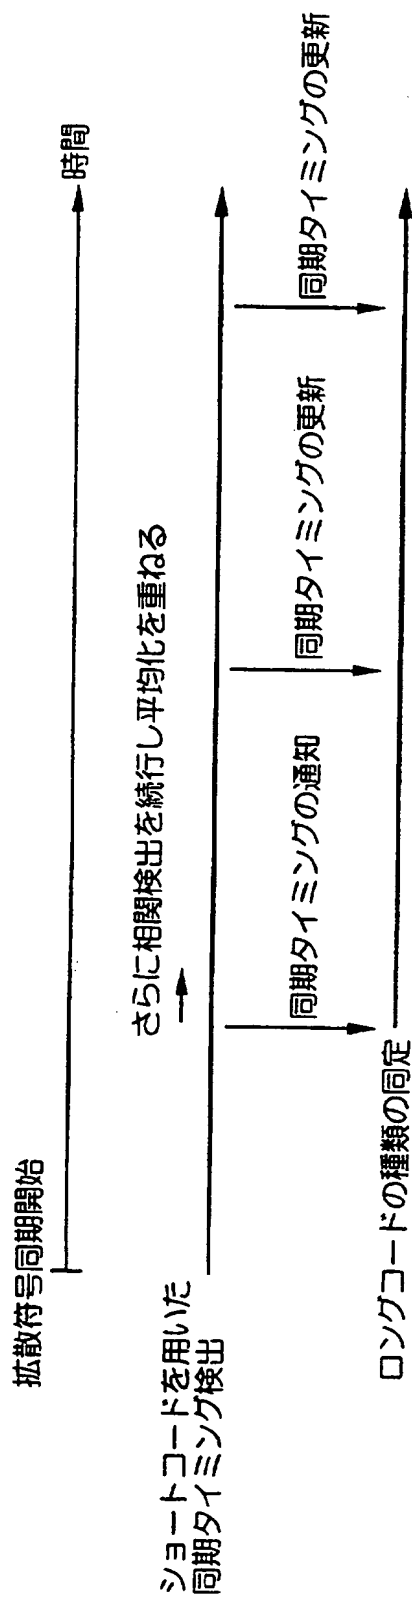 拡散符号同期開始
時間
さらに相関検出を続行し平均化を重ねる
ショートコードを用いた
同期タイミング検出
同期タイミングの通知
同期タイミングの更新
同期タイミングの更新
ロングコードの種類の同定